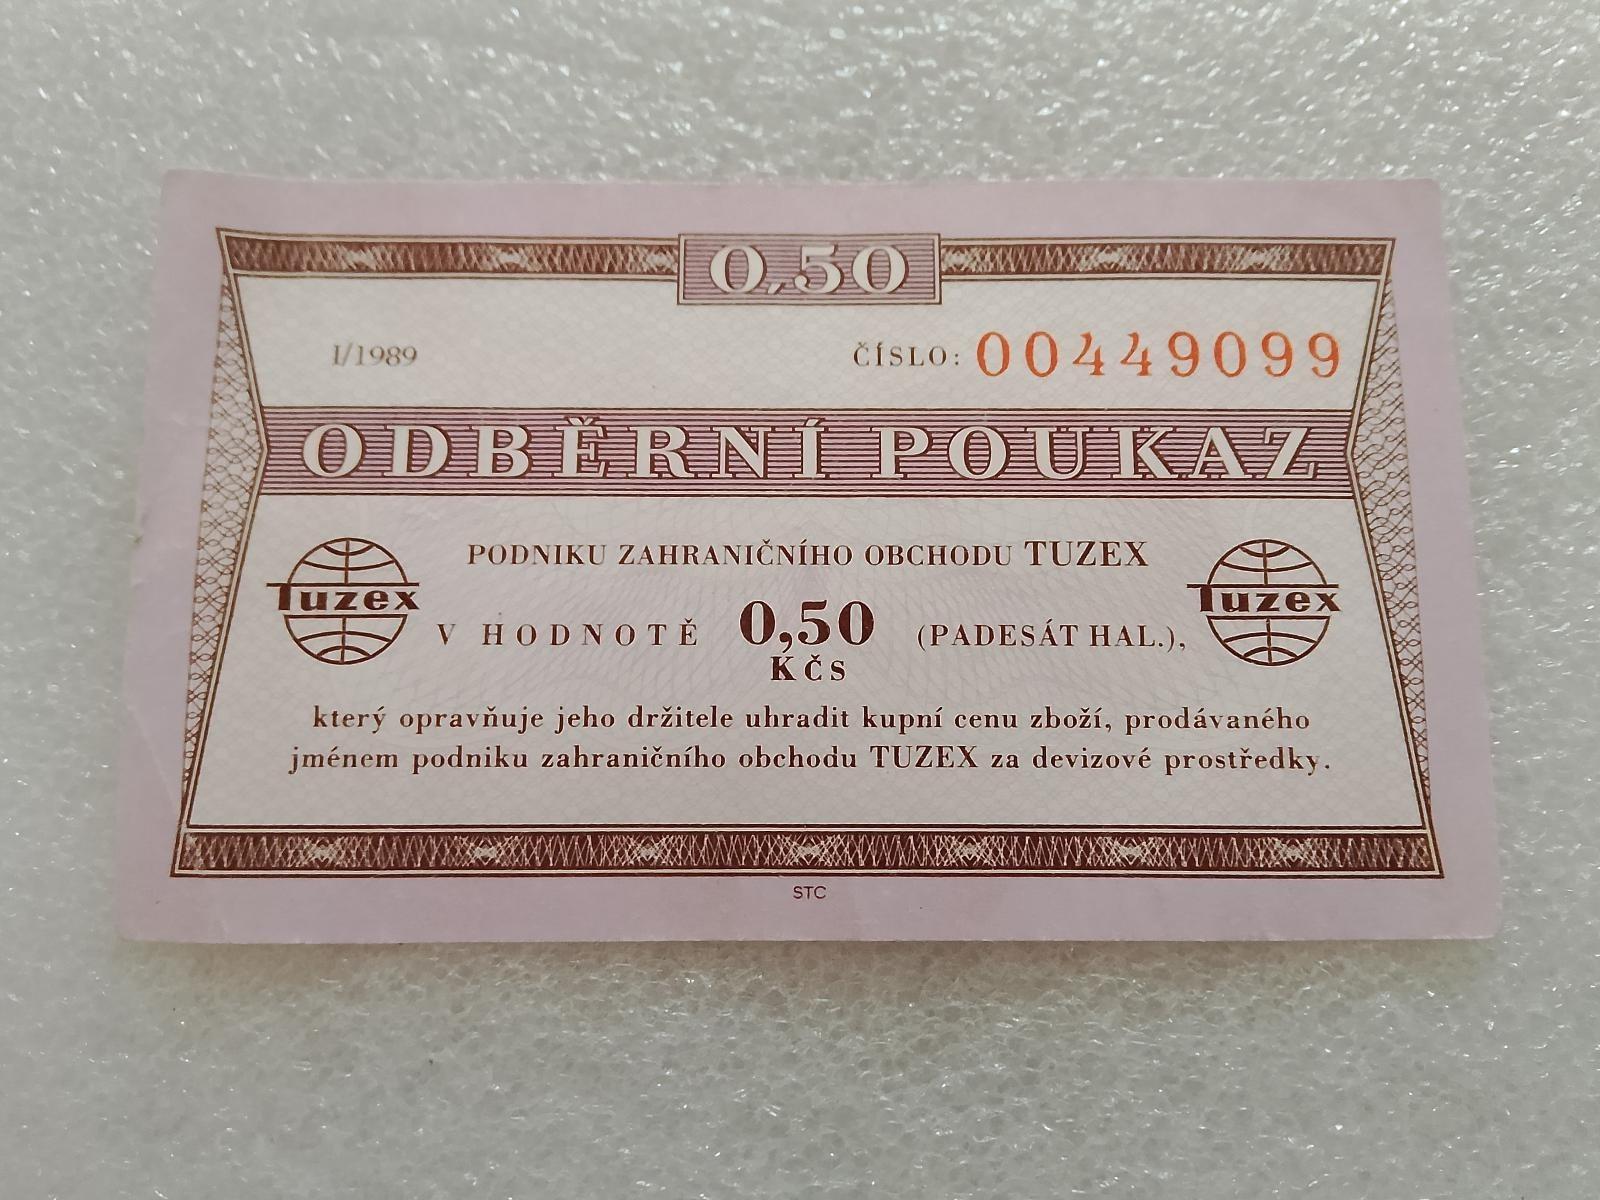 0,50
I/1989 ČÍSLO: 00449099
ODBĚRNÍ POUKAZ
PODNIKU ZAHRANIČNÍHO OBCHODU TUZEX
Tuzex V HODNOTĚ 0,50 (PADESÁT HAL.), Tuzex
KČS
který opravňuje jeho držitele uhradit kupní cenu zboží, prodávaného
jménem podniku zahraničního obchodu TUZEX za devizové prostředky.
STC